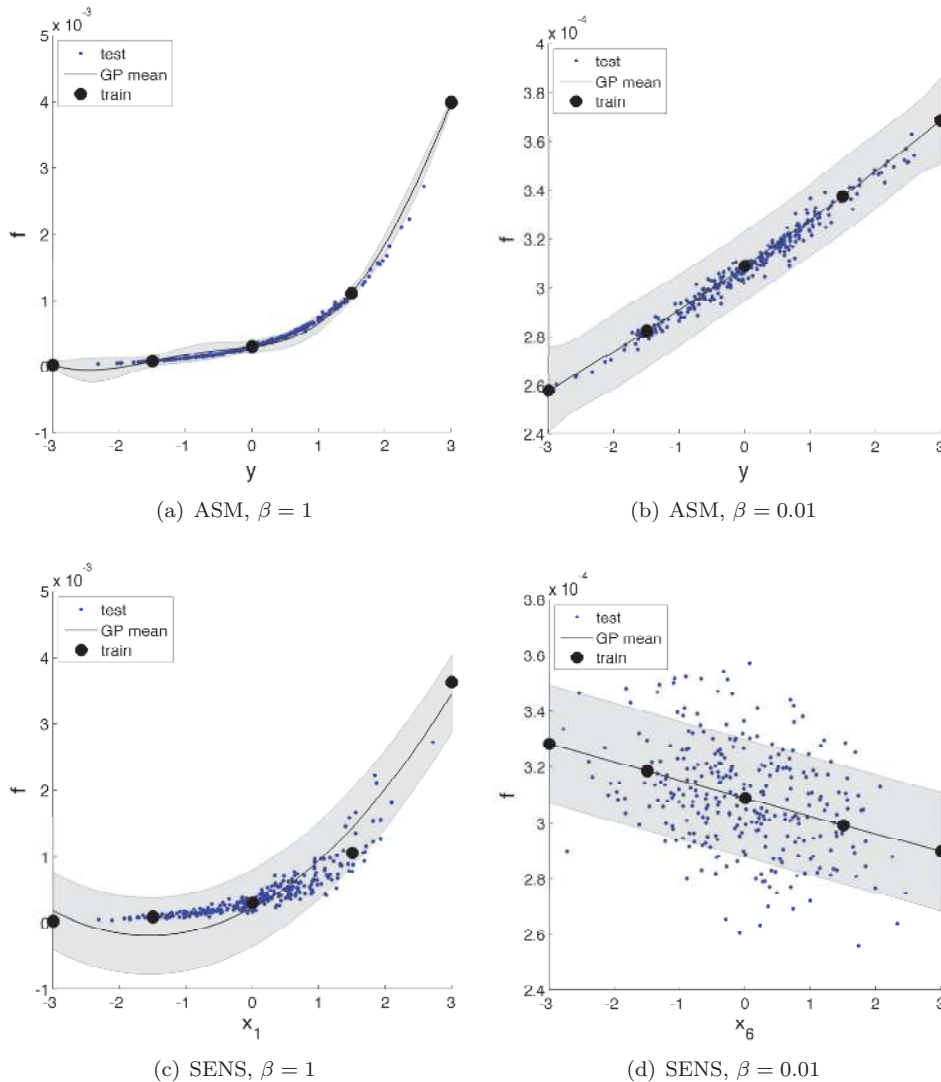 x 10^-3
5
4
3
2
1
0
-1
-3 -2 -1 0 1 2 3
f
y
test
GP mean
train
(a) ASM, β = 1
x 10^-4
4
3.8
3.6
3.4
3.2
3
2.8
2.6
2.4
-3 -2 -1 0 1 2 3
f
y
test
GP mean
train
(b) ASM, β = 0.01
x 10^-3
5
4
3
2
1
0
-1
-3 -2 -1 0 1 2 3
f
x_1
test
GP mean
train
(c) SENS, β = 1
x 10^-4
3.8
3.6
3.4
3.2
3
2.8
2.6
2.4
-3 -2 -1 0 1 2 3
f
x_6
test
GP mean
train
(d) SENS, β = 0.01